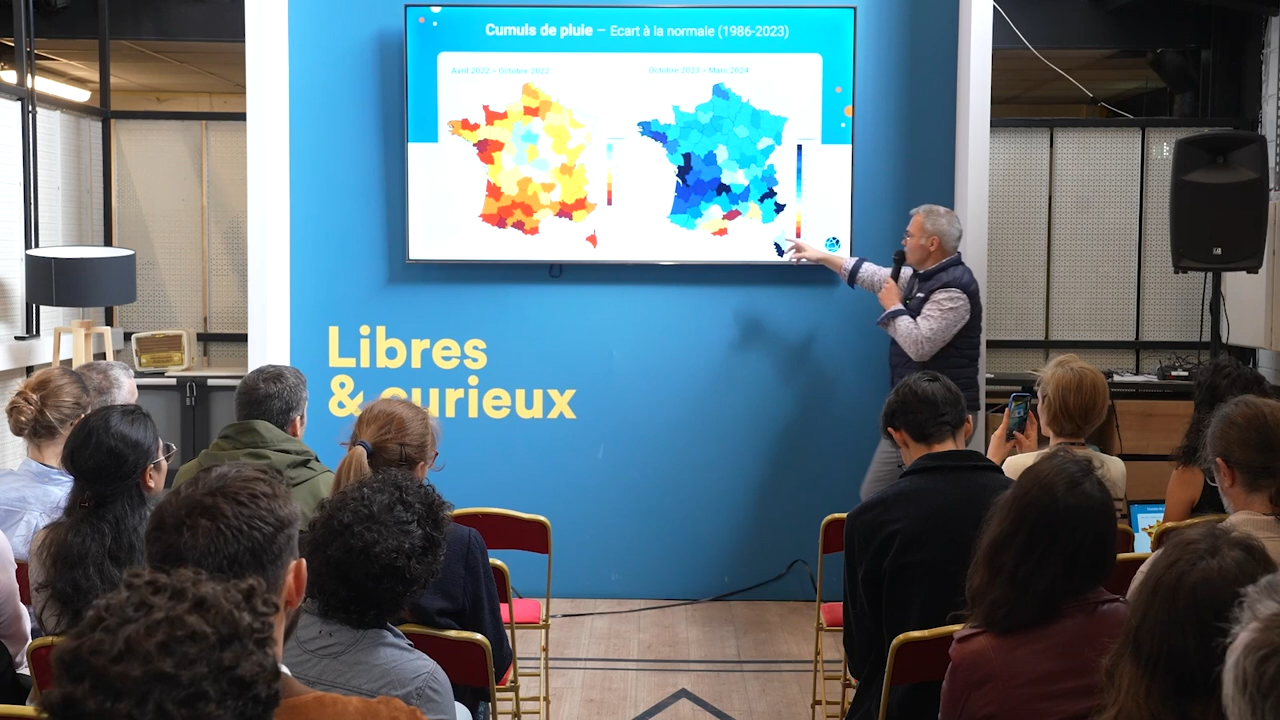 Cumuls de pluie – Ecart à la normale (1986-2023)
Avril 2022 - Octobre 2022
Octobre 2023 - Mars 2024
Libres
& curieux